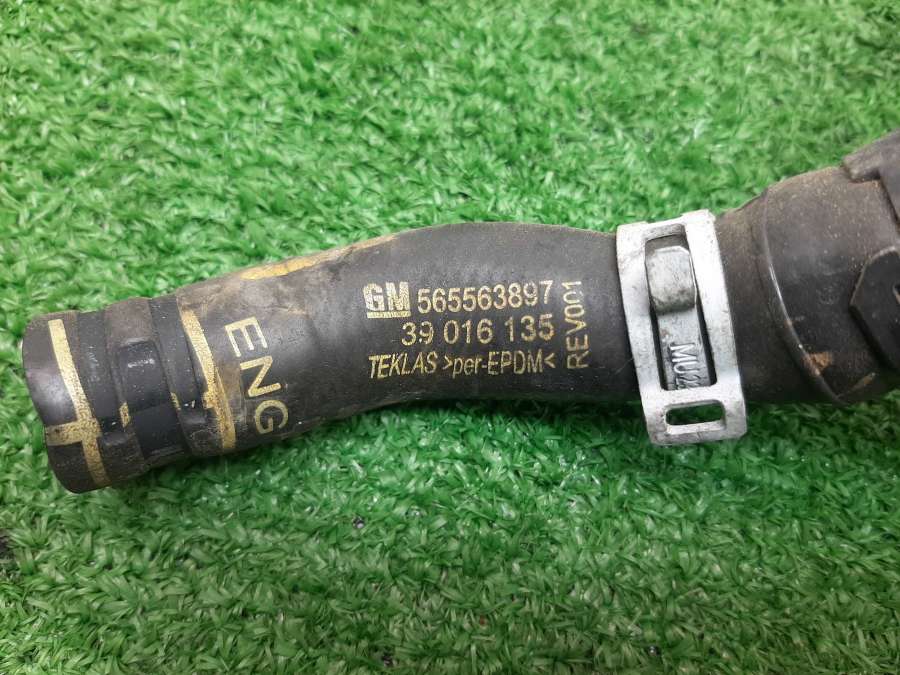 GM 565563897
39 016 135
TEKLAS >per-EPDM<
REV001
ENG